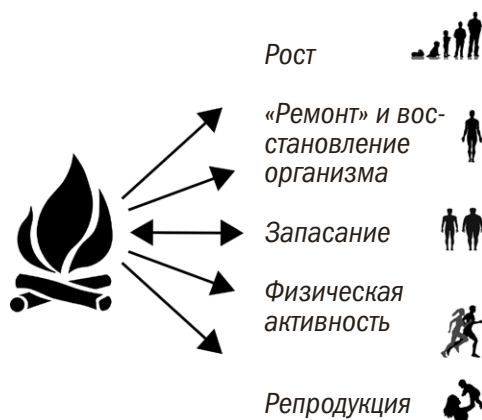 Рост
«Ремонт» и вос-
становление
организма
Запасание
Физическая
активность
Репродукция